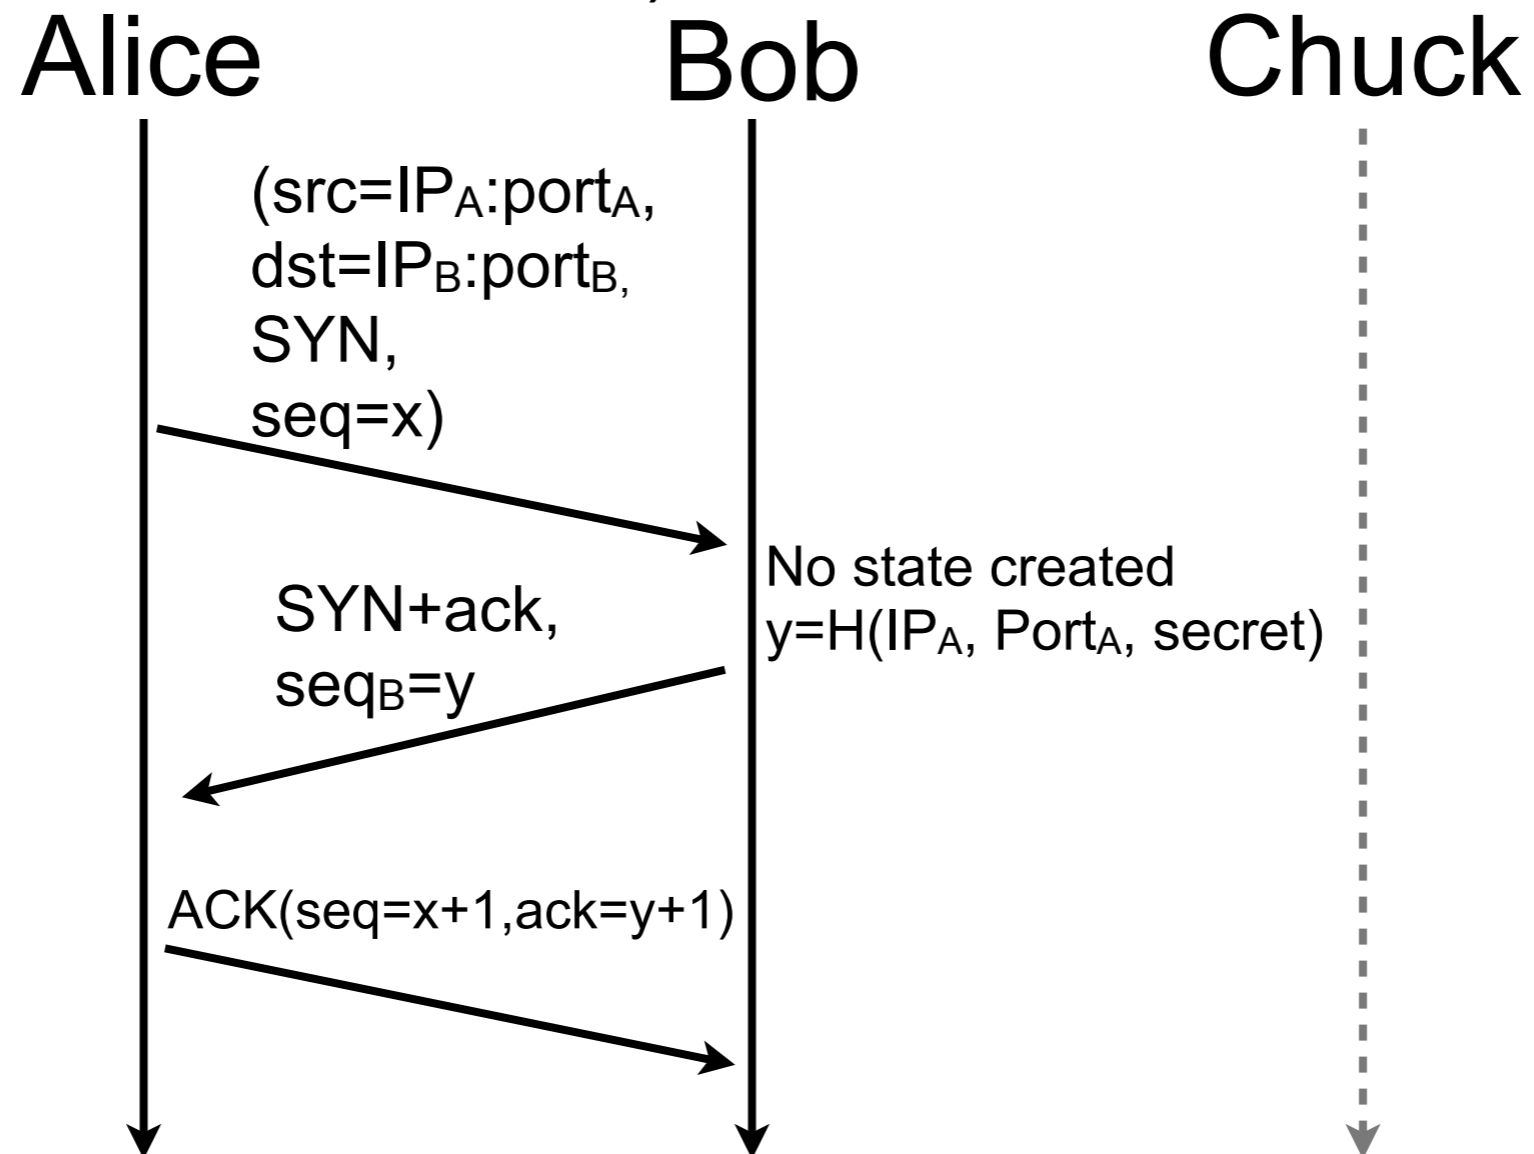 Alice
Bob
Chuck
(src=IPA:portA,
dst=IPB:portB,
SYN,
seq=x)
No state created
y=H(IPA, PortA, secret)
SYN+ack,
seqB=y
ACK(seq=x+1,ack=y+1)